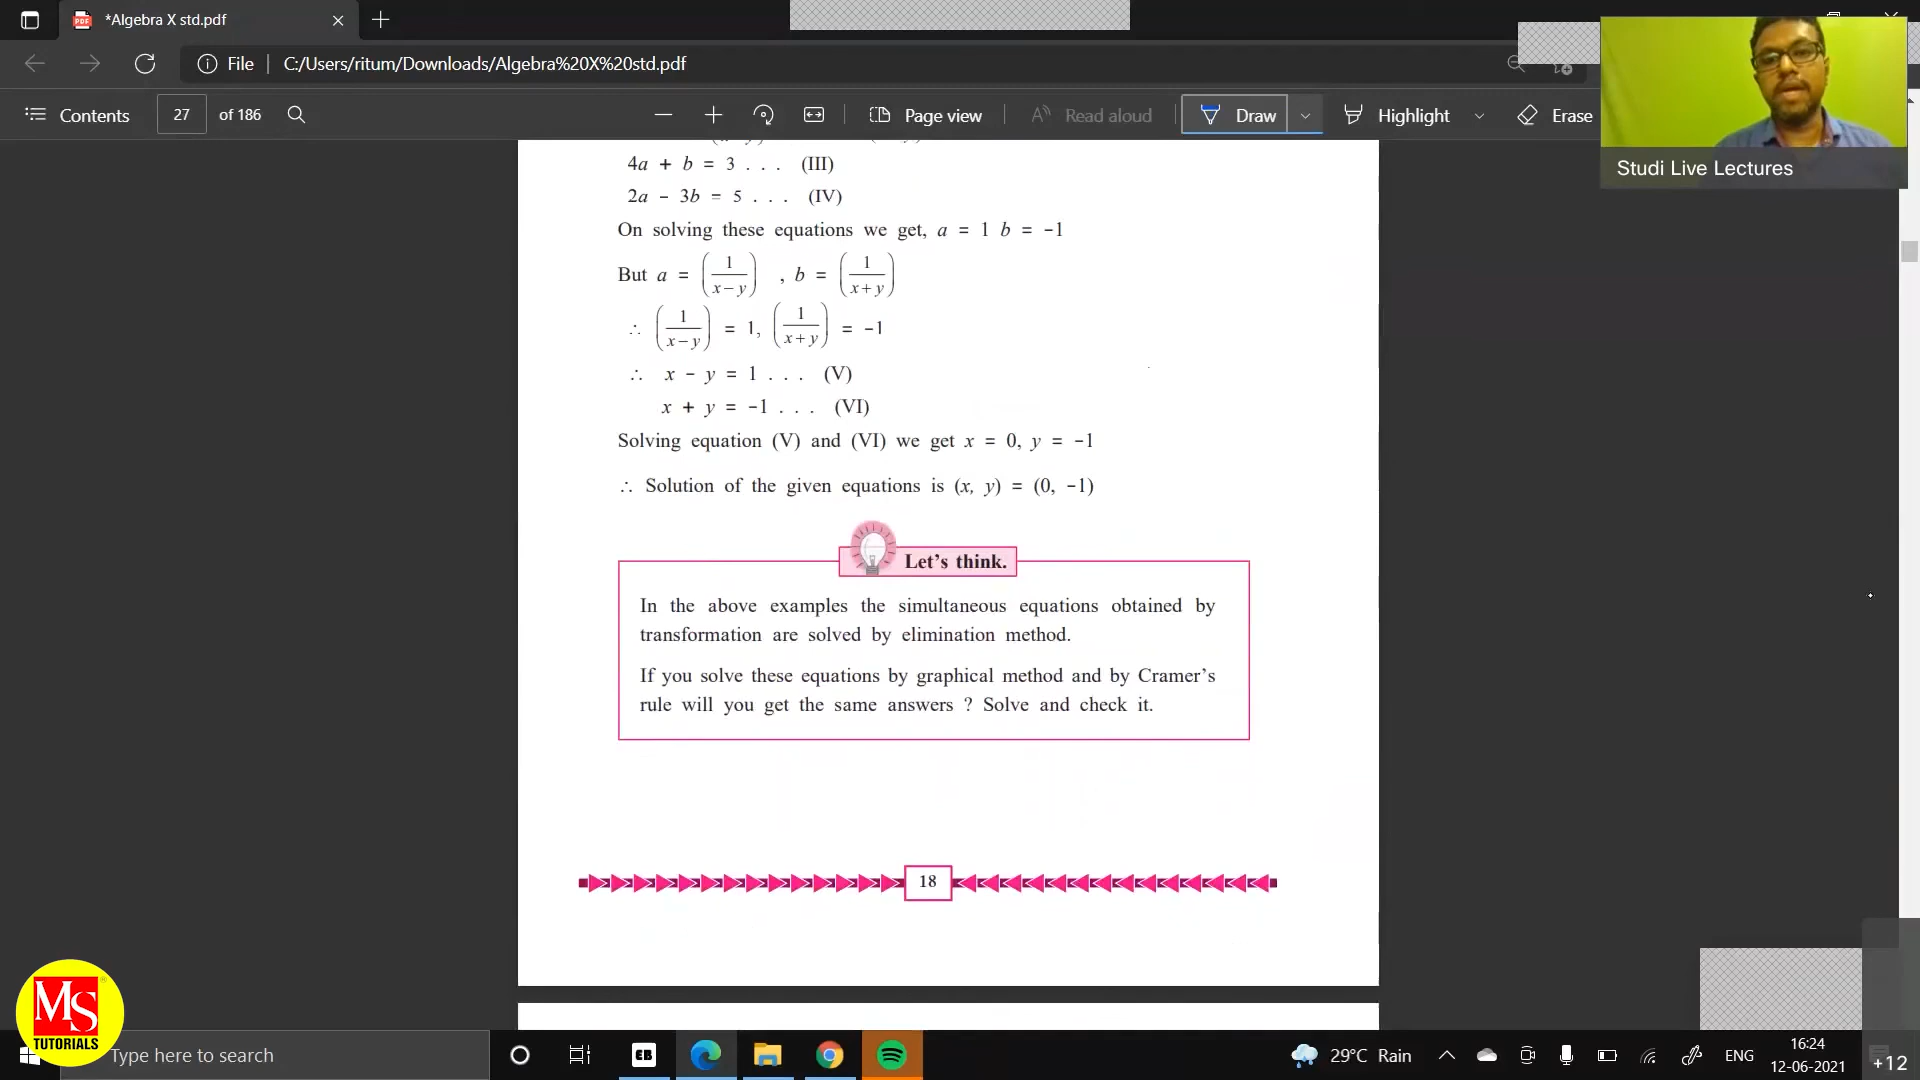 *Algebra X std.pdf
File
C:/Users/ritum/Downloads/Algebra%20X%20std.pdf
Contents
27
of 186
Page view
Read aloud
Draw
Highlight
Erase
Studi Live Lectures
4a + b = 3 . . . (III)
2a − 3b = 5 . . . (IV)
On solving these equations we get, a = 1 b = −1
But a = (1/(x−y)) , b = (1/(x+y))
∴ (1/(x−y)) = 1, (1/(x+y)) = −1
∴ x − y = 1 . . . (V)
x + y = −1 . . . (VI)
Solving equation (V) and (VI) we get x = 0, y = −1
∴ Solution of the given equations is (x, y) = (0, −1)
Let's think.
In the above examples the simultaneous equations obtained by
transformation are solved by elimination method.
If you solve these equations by graphical method and by Cramer's
rule will you get the same answers ? Solve and check it.
18
MS
TUTORIALS
Type here to search
EB
29°C Rain
ENG
16:24
12-06-2021
+12